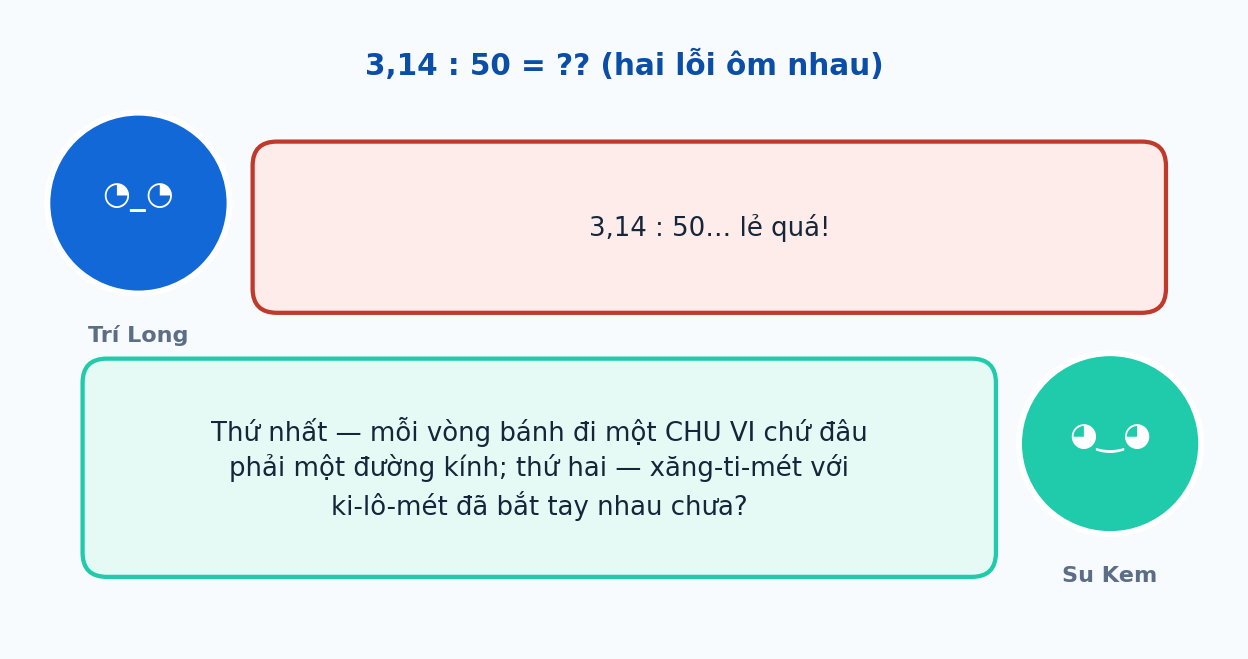 3,14 : 50 = ?? (hai lỗi ôm nhau)
3,14 : 50… lẻ quá!
Trí Long
Thứ nhất — mỗi vòng bánh đi một CHU VI chứ đâu
phải một đường kính; thứ hai — xăng-ti-mét với
ki-lô-mét đã bắt tay nhau chưa?
Su Kem